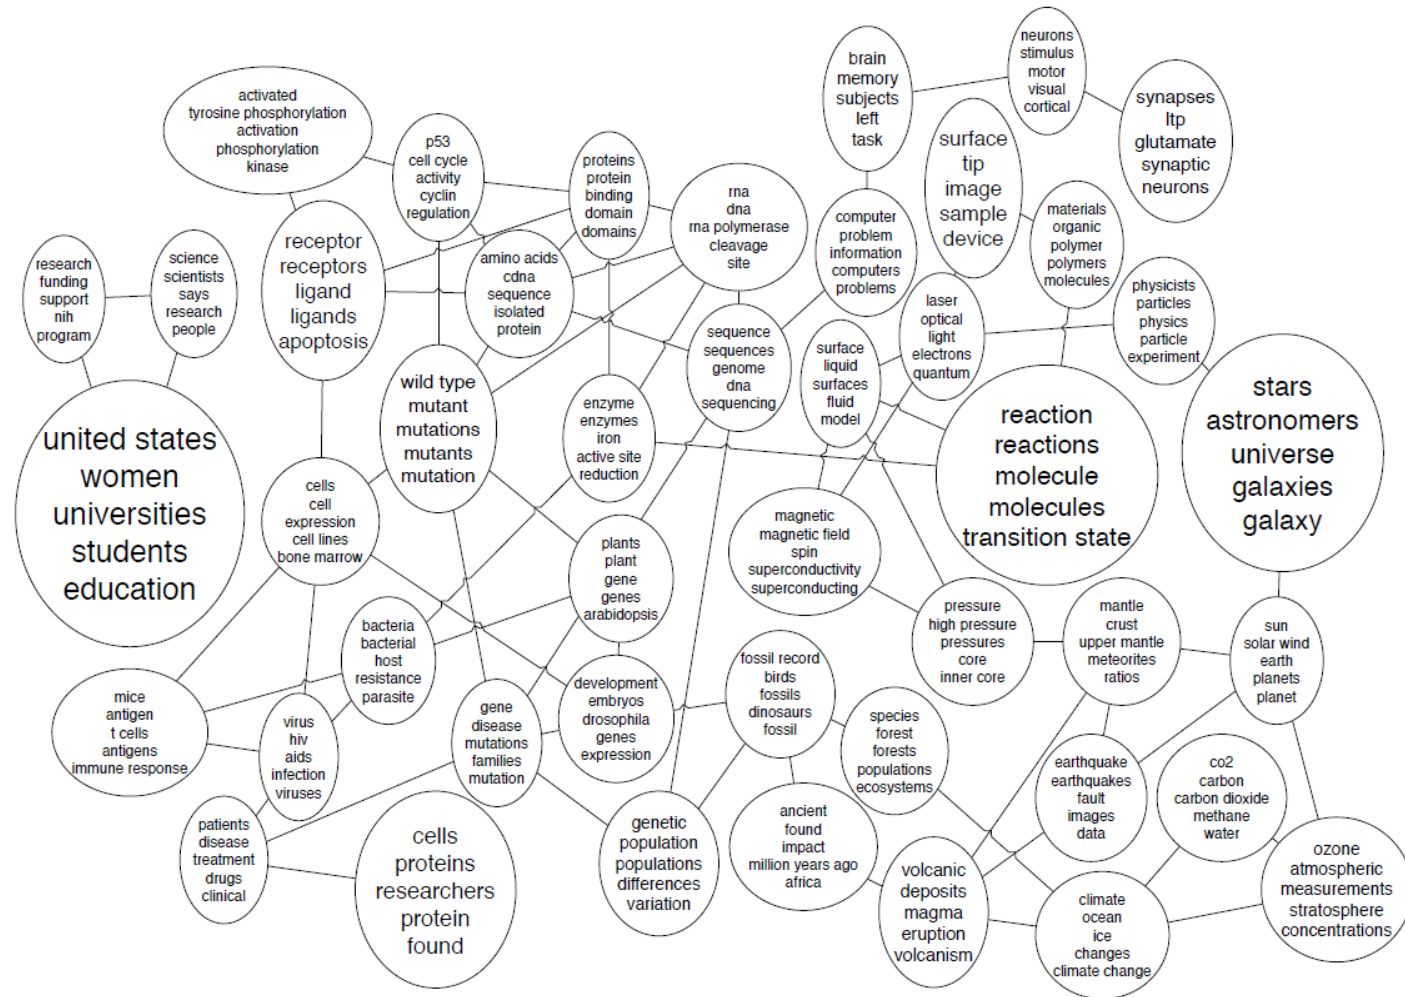 neurons
stimulus
motor
visual
cortical
brain
memory
subjects
left
task
synapses
ltp
glutamate
synaptic
neurons
activated
tyrosine phosphorylation
activation
phosphorylation
kinase
p53
cell cycle
activity
cyclin
regulation
proteins
protein
binding
domain
domains
surface
tip
image
sample
device
rna
dna
rna polymerase
cleavage
site
computer
problem
information
computers
problems
materials
organic
polymer
polymers
molecules
research
funding
support
nih
program
science
scientists
says
research
people
receptor
receptors
ligand
ligands
apoptosis
amino acids
cdna
sequence
isolated
protein
physicists
particles
physics
particle
experiment
laser
optical
light
electrons
quantum
sequence
sequences
genome
dna
sequencing
surface
liquid
surfaces
fluid
model
wild type
mutant
mutations
mutants
mutation
enzyme
enzymes
iron
active site
reduction
reaction
reactions
molecule
molecules
transition state
stars
astronomers
universe
galaxies
galaxy
united states
women
universities
students
education
cells
cell
expression
cell lines
bone marrow
magnetic
magnetic field
spin
superconductivity
superconducting
plants
plant
gene
genes
arabidopsis
pressure
high pressure
pressures
core
inner core
mantle
crust
upper mantle
meteorites
ratios
sun
solar wind
earth
planets
planet
bacteria
bacterial
host
resistance
parasite
fossil record
birds
fossils
dinosaurs
fossil
mice
antigen
t cells
antigens
immune response
virus
hiv
aids
infection
viruses
gene
disease
mutations
families
mutation
development
embryos
drosophila
genes
expression
species
forest
forests
populations
ecosystems
earthquake
earthquakes
fault
images
data
co2
carbon
carbon dioxide
methane
water
patients
disease
treatment
drugs
clinical
cells
proteins
researchers
protein
found
genetic
population
populations
differences
variation
ancient
found
impact
million years ago
africa
volcanic
deposits
magma
eruption
volcanism
climate
ocean
ice
changes
climate change
ozone
atmospheric
measurements
stratosphere
concentrations